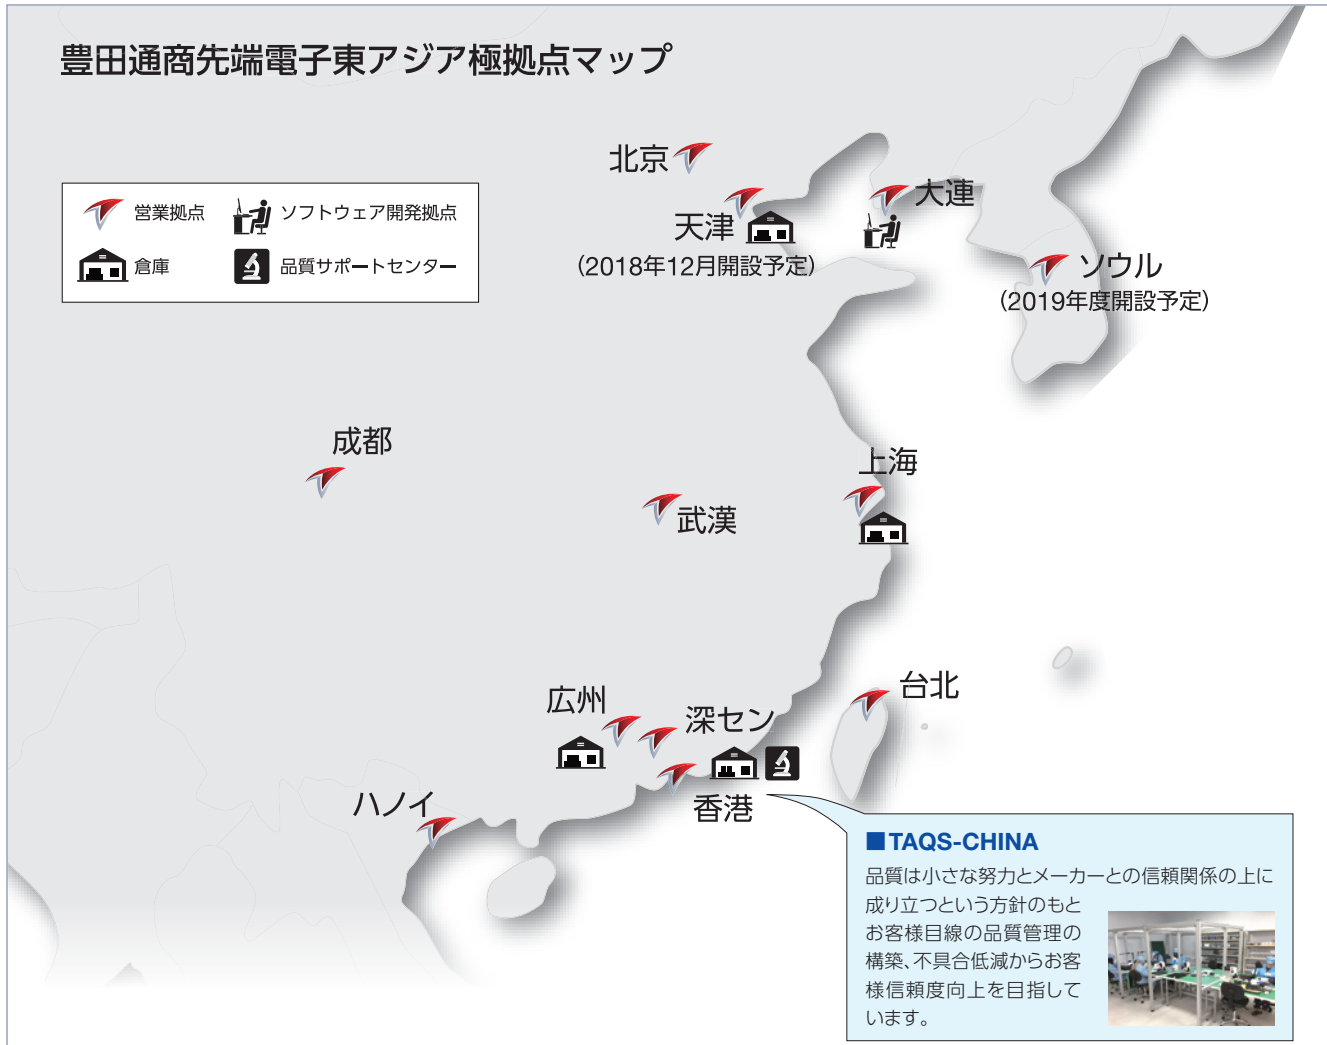 豊田通商先端電子東アジア極拠点マップ
営業拠点
ソフトウェア開発拠点
倉庫
品質サポートセンター
北京
天津
(2018年12月開設予定)
大連
ソウル
(2019年度開設予定)
成都
武漢
上海
広州
深セン
香港
台北
ハノイ
■TAQS-CHINA
品質は小さな努力とメーカーとの信頼関係の上に
成り立つという方針のもと
お客様目線の品質管理の
構築、不具合低減からお客
様信頼度向上を目指して
います。